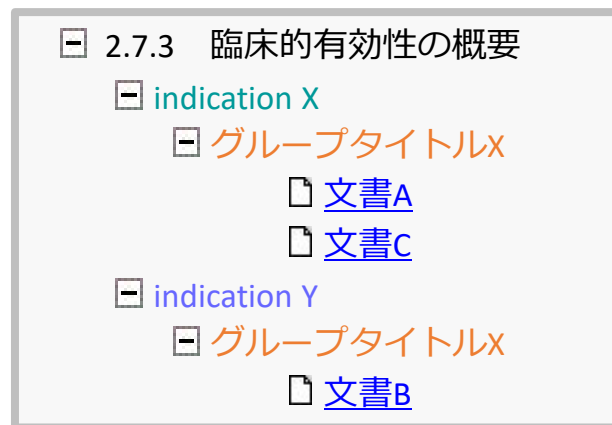 2.7.3　臨床的有効性の概要
indication X
グループタイトルX
文書A
文書C
indication Y
グループタイトルX
文書B